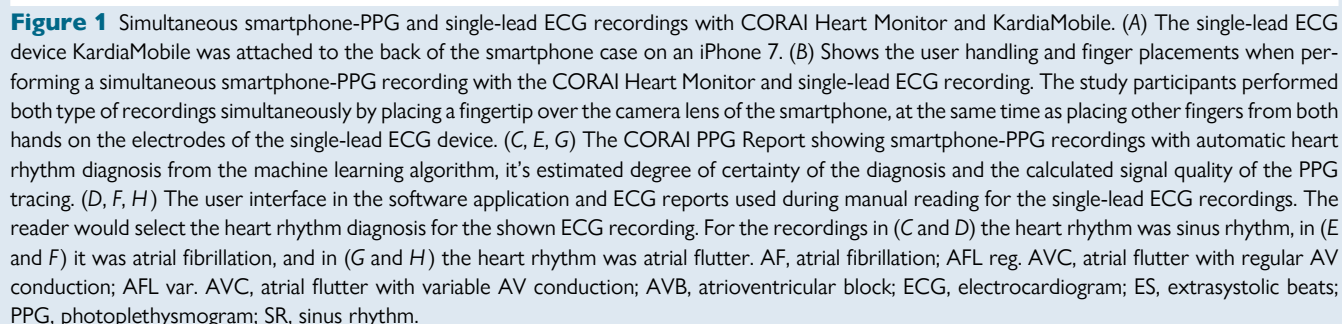 Figure 1 Simultaneous smartphone-PPG and single-lead ECG recordings with CORAI Heart Monitor and KardiaMobile. (A) The single-lead ECG
device KardiaMobile was attached to the back of the smartphone case on an iPhone 7. (B) Shows the user handling and finger placements when per-
forming a simultaneous smartphone-PPG recording with the CORAI Heart Monitor and single-lead ECG recording. The study participants performed
both type of recordings simultaneously by placing a fingertip over the camera lens of the smartphone, at the same time as placing other fingers from both
hands on the electrodes of the single-lead ECG device. (C, E, G) The CORAI PPG Report showing smartphone-PPG recordings with automatic heart
rhythm diagnosis from the machine learning algorithm, it's estimated degree of certainty of the diagnosis and the calculated signal quality of the PPG
tracing. (D, F, H) The user interface in the software application and ECG reports used during manual reading for the single-lead ECG recordings. The
reader would select the heart rhythm diagnosis for the shown ECG recording. For the recordings in (C and D) the heart rhythm was sinus rhythm, in (E
and F) it was atrial fibrillation, and in (G and H) the heart rhythm was atrial flutter. AF, atrial fibrillation; AFL reg. AVC, atrial flutter with regular AV
conduction; AFL var. AVC, atrial flutter with variable AV conduction; AVB, atrioventricular block; ECG, electrocardiogram; ES, extrasystolic beats;
PPG, photoplethysmogram; SR, sinus rhythm.